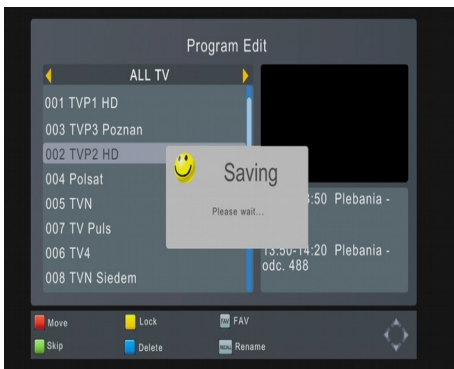 Program Edit
ALL TV
001 TVP1 HD
003 TVP3 Poznan
002 TVP2 HD
004 Polsat
005 TVN
007 TV Puls
006 TV4
008 TVN Siedem
Saving
Please wait...
:50 Plebania -
13:50-14:20 Plebania -
odc. 488
Move
Lock
FAV FAV
Skip
Delete
RECALL Rename